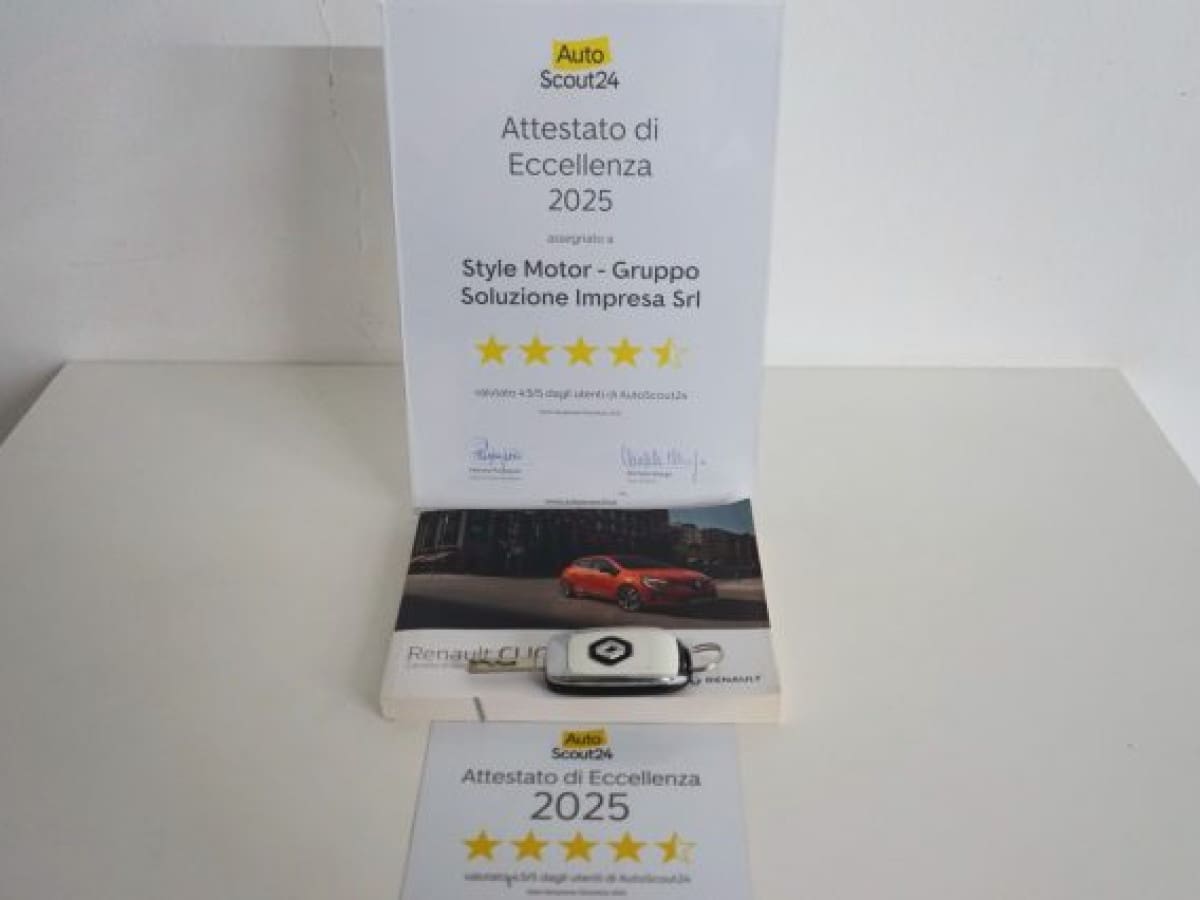 Auto
Scout24
Attestato di
Eccellenza
2025
assegnato a
Style Motor - Gruppo
Soluzione Impresa Srl
valutato 4.5/5 dagli utenti di AutoScout24
Renault CLIO
RENAULT
Auto
Scout24
Attestato di Eccellenza
2025
valutato 4.5/5 dagli utenti di AutoScout24